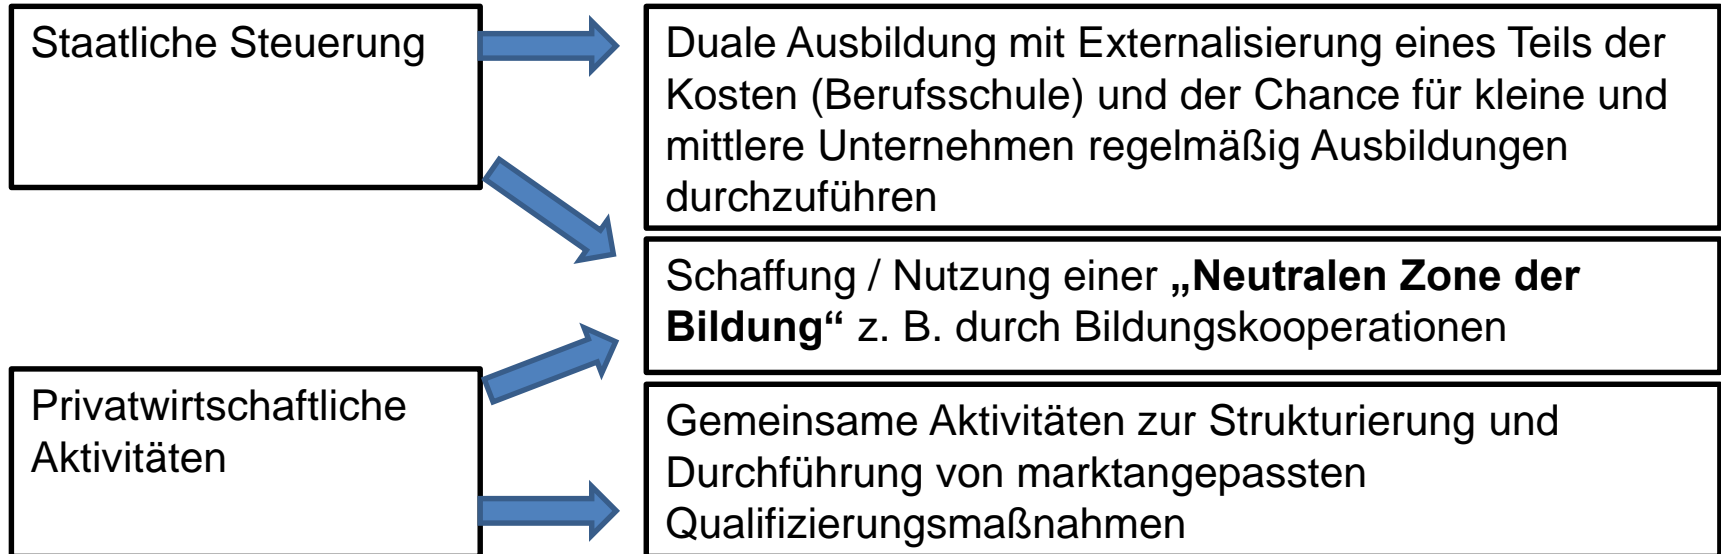 Staatliche Steuerung
Duale Ausbildung mit Externalisierung eines Teils der
Kosten (Berufsschule) und der Chance für kleine und
mittlere Unternehmen regelmäßig Ausbildungen
durchzuführen
Schaffung / Nutzung einer „Neutralen Zone der
Bildung“ z. B. durch Bildungskooperationen
Privatwirtschaftliche
Aktivitäten
Gemeinsame Aktivitäten zur Strukturierung und
Durchführung von marktangepassten
Qualifizierungsmaßnahmen